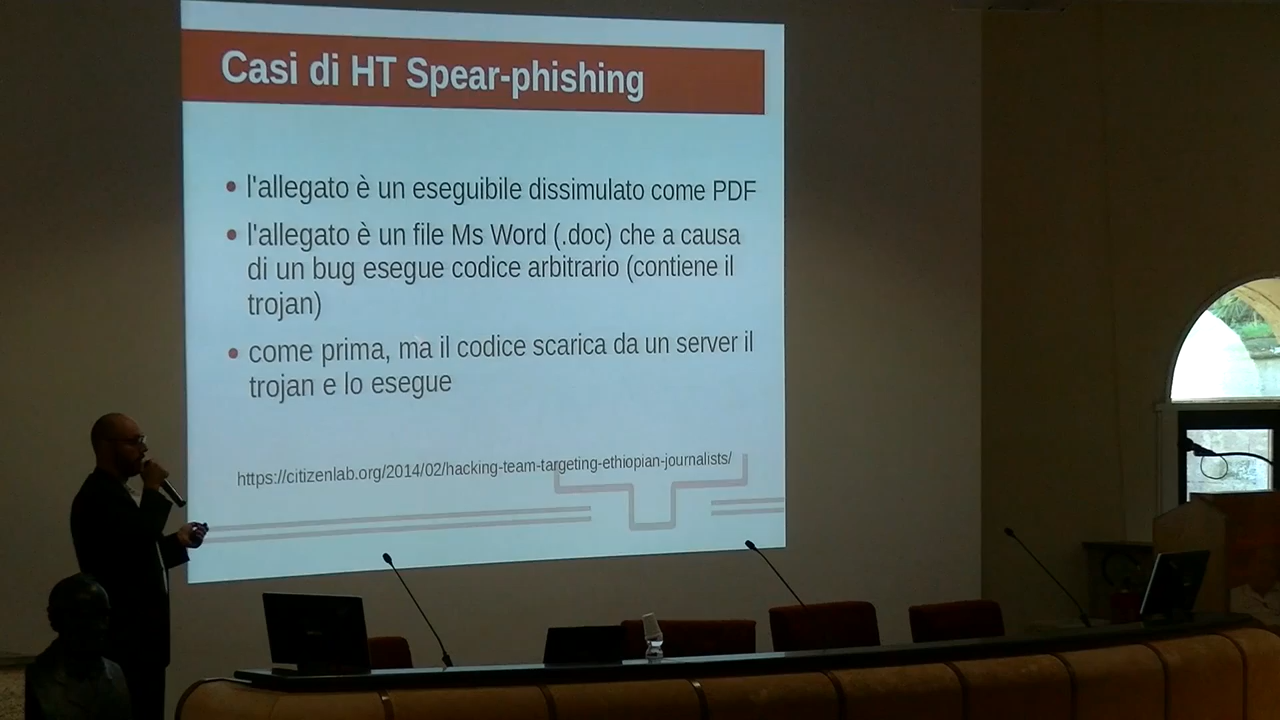 Casi di HT Spear-phishing
l'allegato è un eseguibile dissimulato come PDF
l'allegato è un file Ms Word (.doc) che a causa
di un bug esegue codice arbitrario (contiene il
trojan)
come prima, ma il codice scarica da un server il
trojan e lo esegue
https://citizenlab.org/2014/02/hacking-team-targeting-ethiopian-journalists/